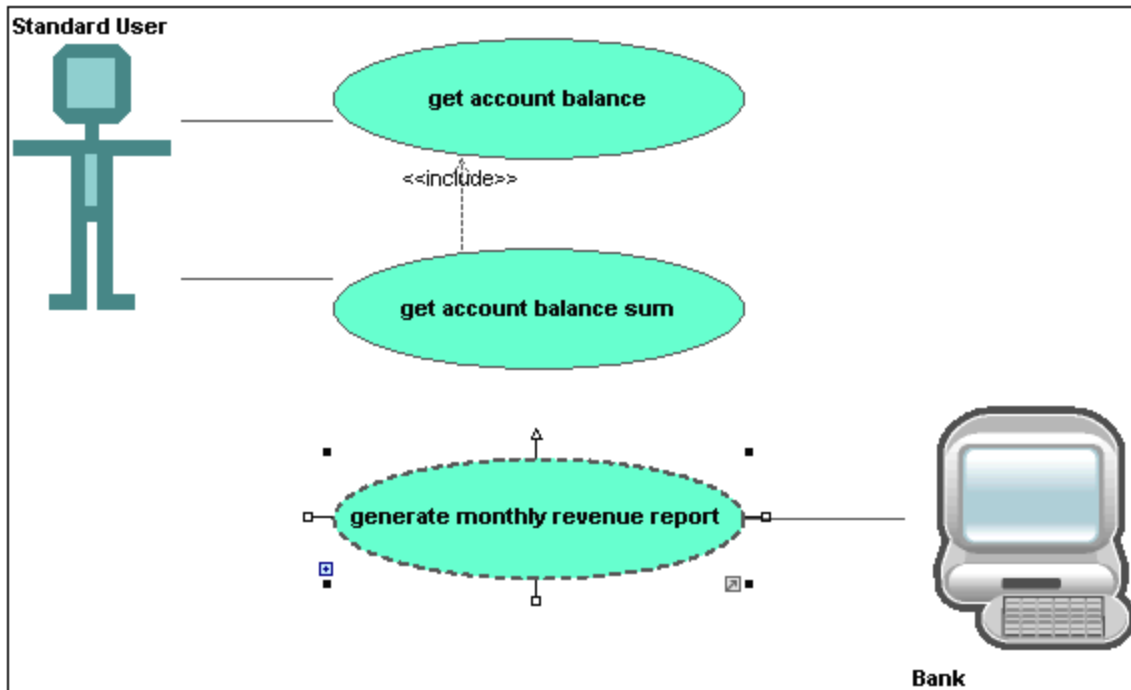 Standard User
get account balance
<<include>>
get account balance sum
generate monthly revenue report
Bank